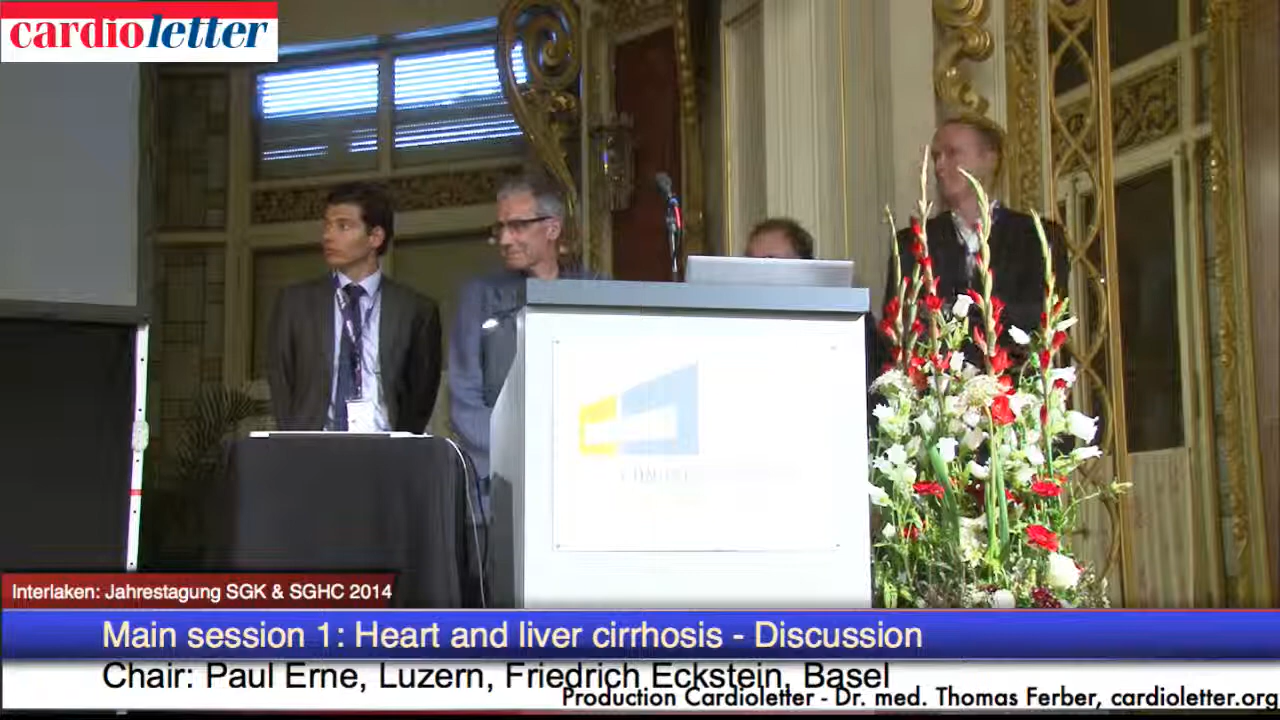 cardioletter
Interlaken: Jahrestagung SGK & SGHC 2014
Main session 1: Heart and liver cirrhosis - Discussion
Chair: Paul Erne, Luzern, Friedrich Eckstein, Basel
Production Cardioletter - Dr. med. Thomas Ferber, cardioletter.org